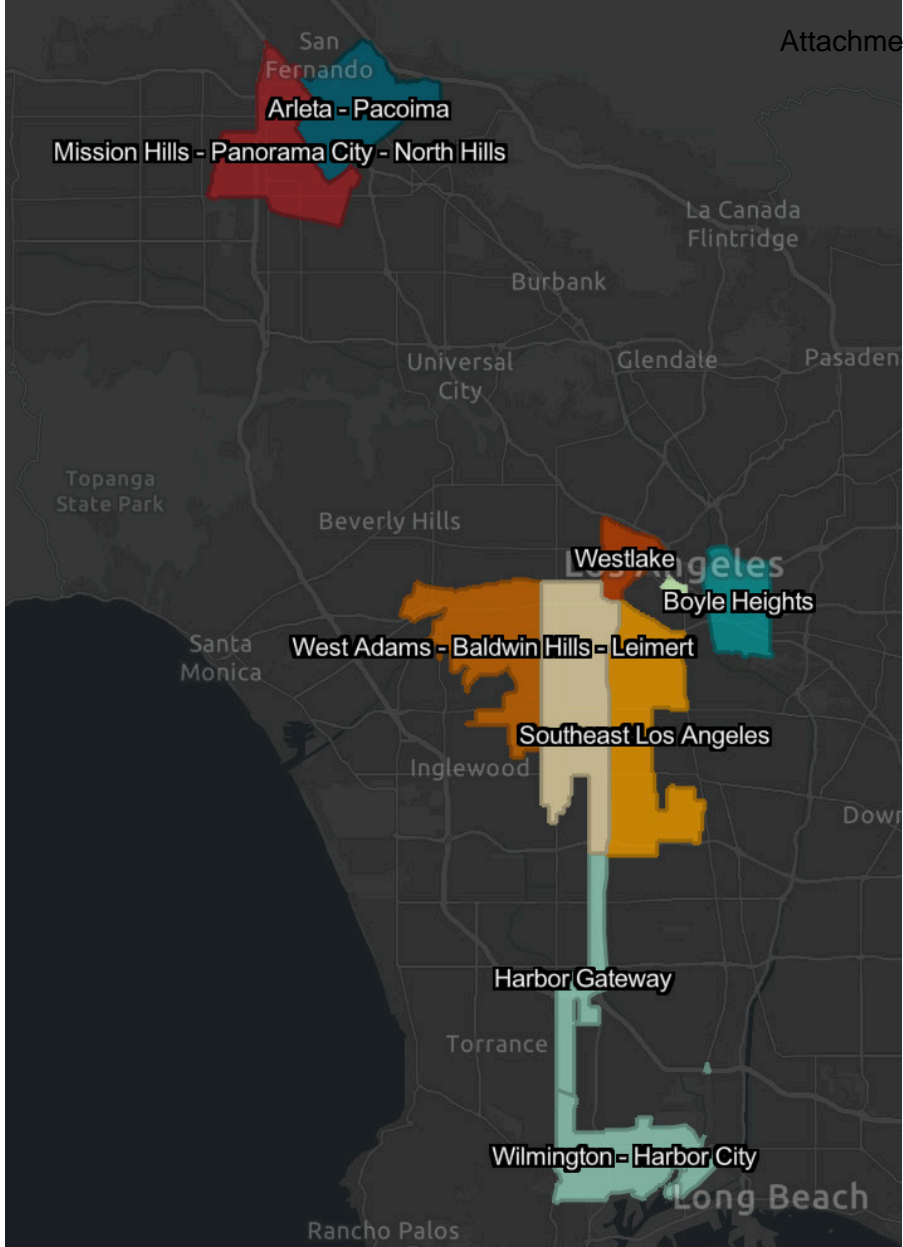 Attachme
San
Fernando
Arleta - Pacoima
Mission Hills - Panorama City - North Hills
La Canada
Flintridge
Burbank
Universal
City
Glendale
Pasaden
Topanga
State Park
Beverly Hills
Westlake
Los Angeles
Boyle Heights
Santa
Monica
West Adams - Baldwin Hills - Leimert
Southeast Los Angeles
Inglewood
Down
Harbor Gateway
Torrance
Wilmington - Harbor City
Long Beach
Rancho Palos